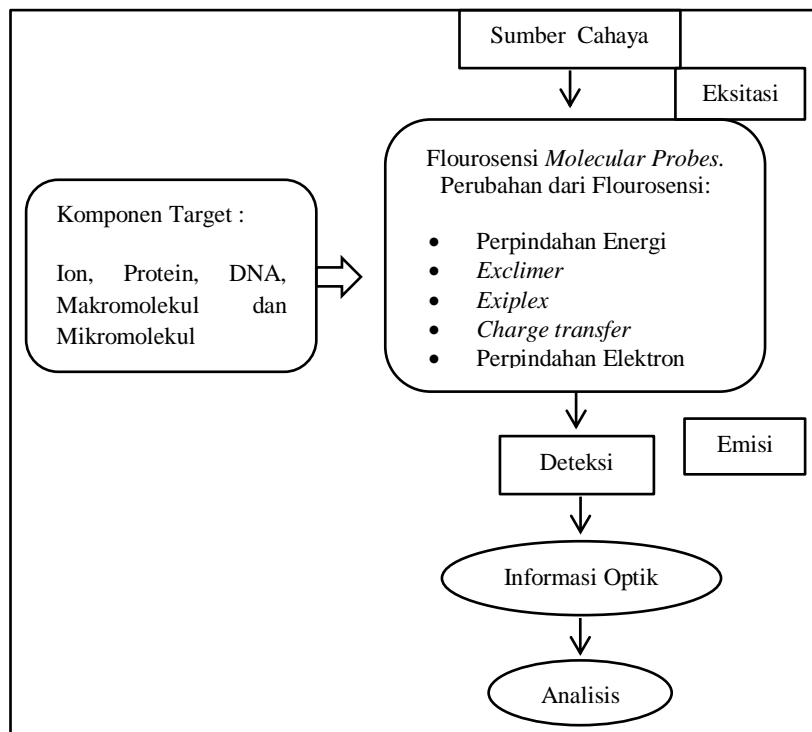 Sumber Cahaya
Eksitasi
Flourosensi Molecular Probes.
Perubahan dari Flourosensi:
• Perpindahan Energi
• Exclimer
• Exiplex
• Charge transfer
• Perpindahan Elektron
Komponen Target :
Ion, Protein, DNA,
Makromolekul dan
Mikromolekul
Emisi
Deteksi
Informasi Optik
Analisis